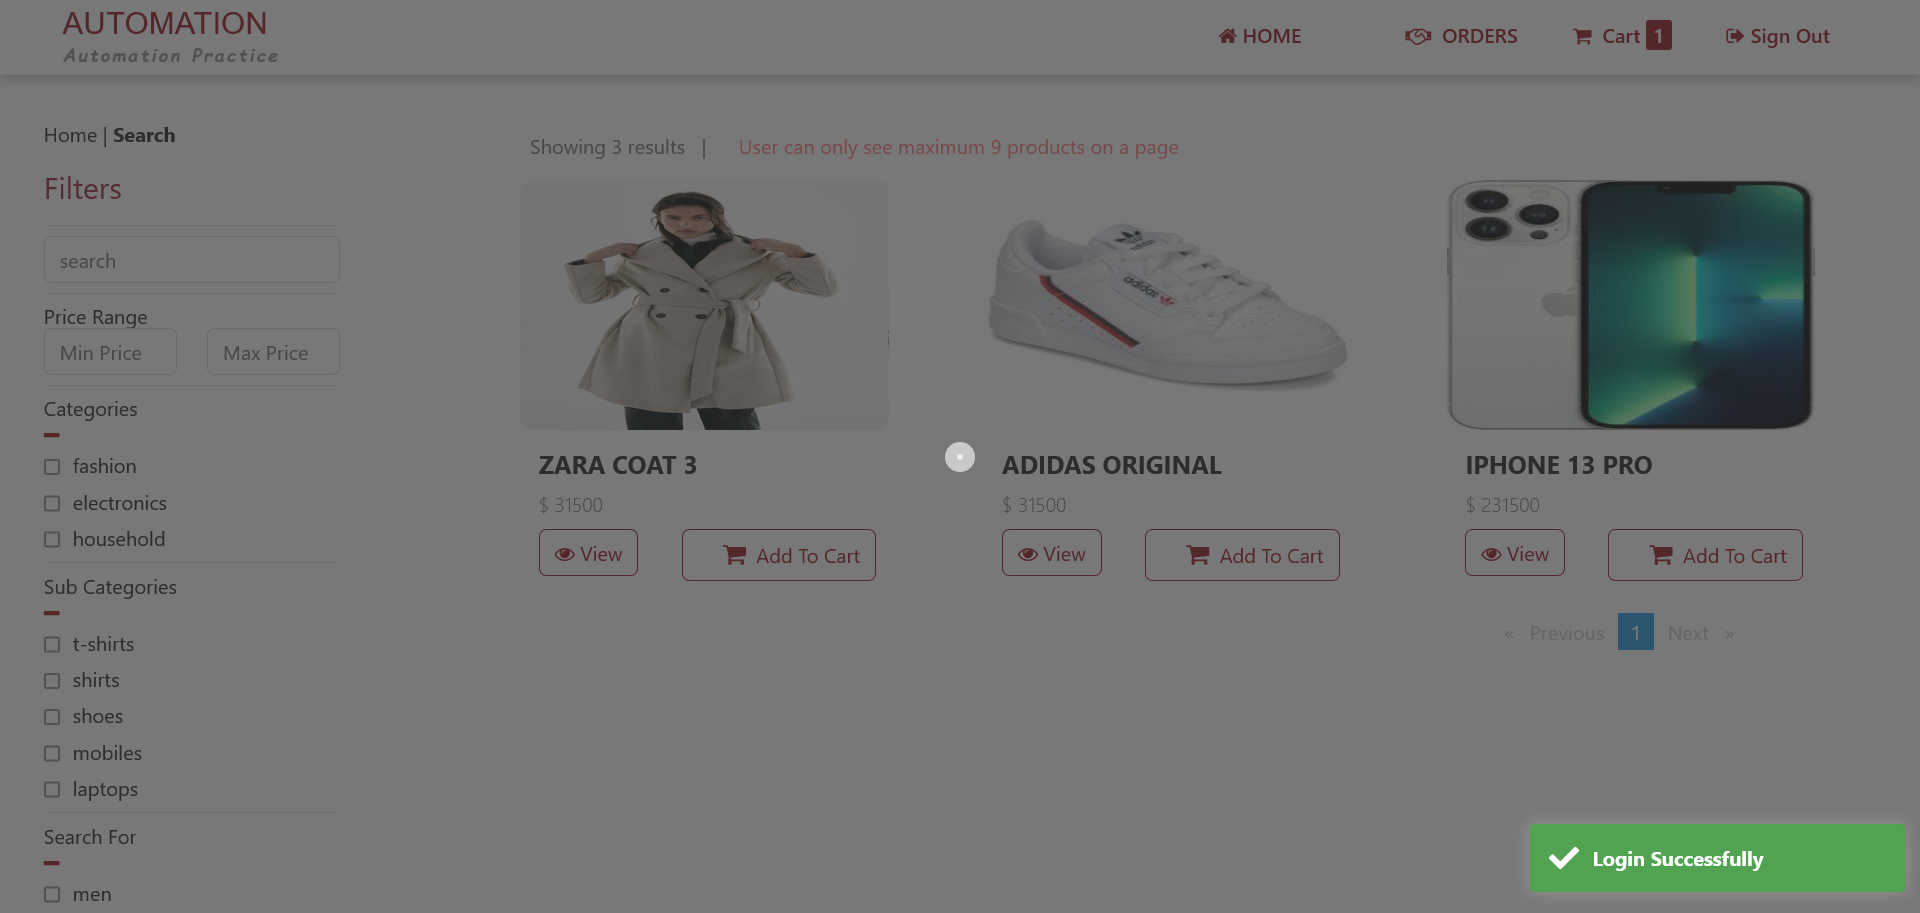 AUTOMATION
Automation Practice
HOME
ORDERS
Cart 1
Sign Out
Home | Search
Showing 3 results |
User can only see maximum 9 products on a page
Filters
search
Price Range
Min Price
Max Price
Categories
fashion
electronics
household
Sub Categories
t-shirts
shirts
shoes
mobiles
laptops
Search For
men
adidas
ZARA COAT 3
$ 31500
View
Add To Cart
ADIDAS ORIGINAL
$ 31500
View
Add To Cart
IPHONE 13 PRO
$ 231500
View
Add To Cart
« Previous 1 Next »
Login Successfully